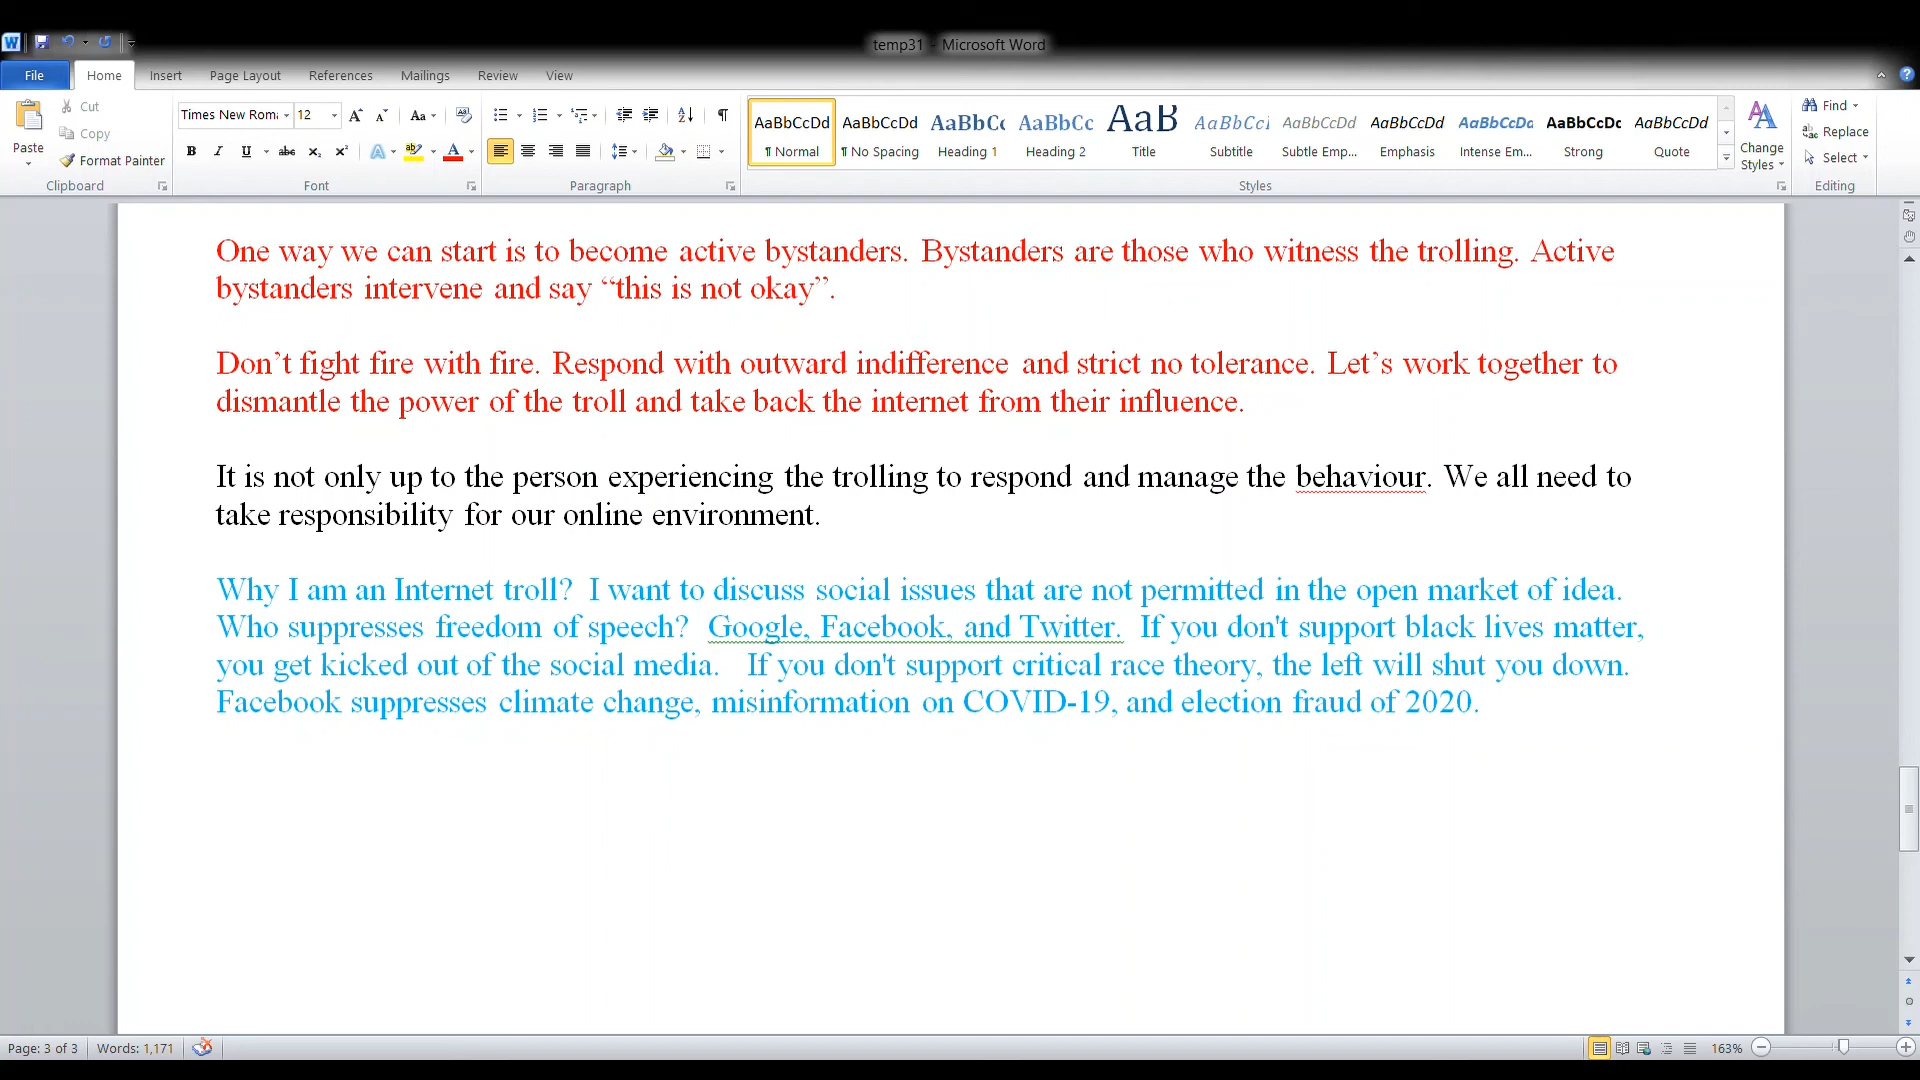 temp31 - Microsoft Word
File Home Insert Page Layout References Mailings Review View
Cut
Copy
Format Painter
Paste
Clipboard
Times New Roma 12
Font
Paragraph
AaBbCcDd AaBbCcDd AaBbCc AaBbCc AaB AaBbCcl AaBbCcDd AaBbCcDd AaBbCcDd AaBbCcDc AaBbCcDd
¶ Normal ¶ No Spacing Heading 1 Heading 2 Title Subtitle Subtle Emp... Emphasis Intense Em... Strong Quote
Styles
Change Styles
Find
Replace
Select
Editing
One way we can start is to become active bystanders. Bystanders are those who witness the trolling. Active
bystanders intervene and say “this is not okay”.
Don’t fight fire with fire. Respond with outward indifference and strict no tolerance. Let’s work together to
dismantle the power of the troll and take back the internet from their influence.
It is not only up to the person experiencing the trolling to respond and manage the behaviour. We all need to
take responsibility for our online environment.
Why I am an Internet troll?  I want to discuss social issues that are not permitted in the open market of idea.
Who suppresses freedom of speech?  Google, Facebook, and Twitter.  If you don't support black lives matter,
you get kicked out of the social media.   If you don't support critical race theory, the left will shut you down.
Facebook suppresses climate change, misinformation on COVID-19, and election fraud of 2020.
Page: 3 of 3 Words: 1,171
163%